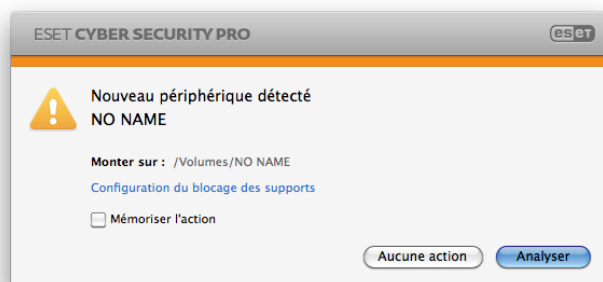 ESET CYBER SECURITY PRO
eseT
Nouveau périphérique détecté
NO NAME
Monter sur : /Volumes/NO NAME
Configuration du blocage des supports
Mémoriser l'action
Aucune action
Analyser